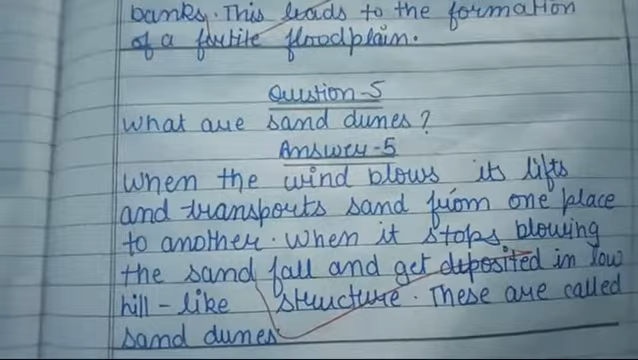 banks. This leads to the formation
of a fertile floodplain.
Question-5
What are sand dunes?
Answer-5
When the wind blows its lifts
and transports sand from one place
to another. When it stops blowing
the sand fall and get deposited in low
hill-like structure. These are called
sand dunes.